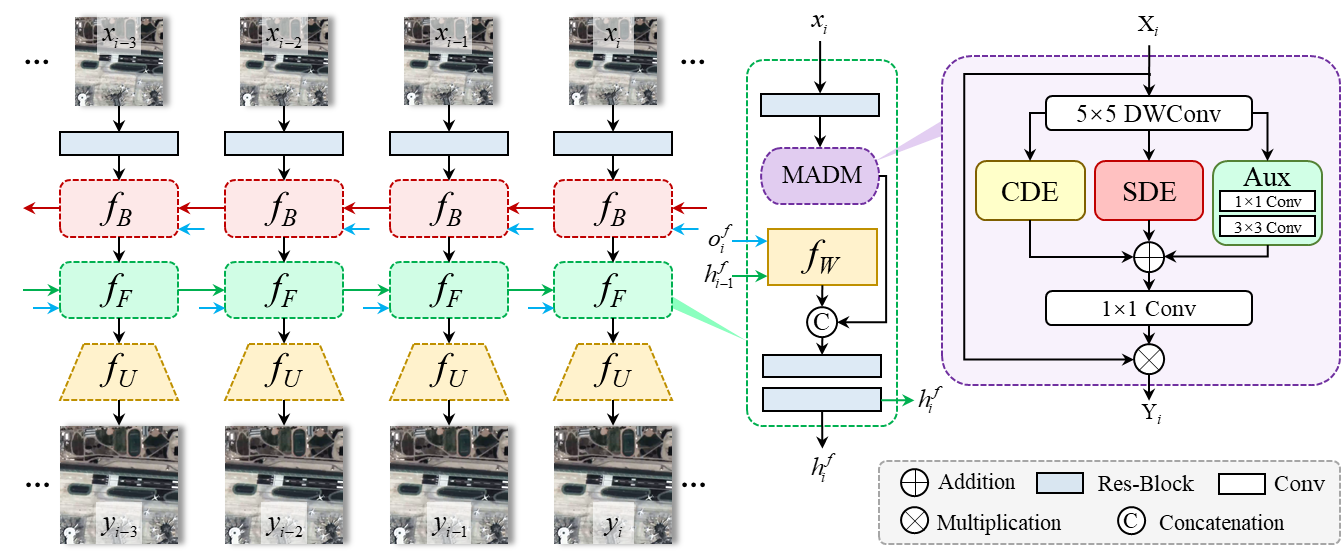 ... x_{i-3} x_{i-2} x_{i-1} x_i ...
f_B f_B f_B f_B
f_F f_F f_F f_F
f_U f_U f_U f_U
... y_{i-3} y_{i-2} y_{i-1} y_i ...
x_i
MADM
o_i^f
h_{i-1}^f
f_W
C
h_i^f
h_i^f
X_i
5×5 DWConv
CDE
SDE
Aux
1×1 Conv
3×3 Conv
1×1 Conv
Y_i
Addition
Res-Block
Conv
Multiplication
C
Concatenation